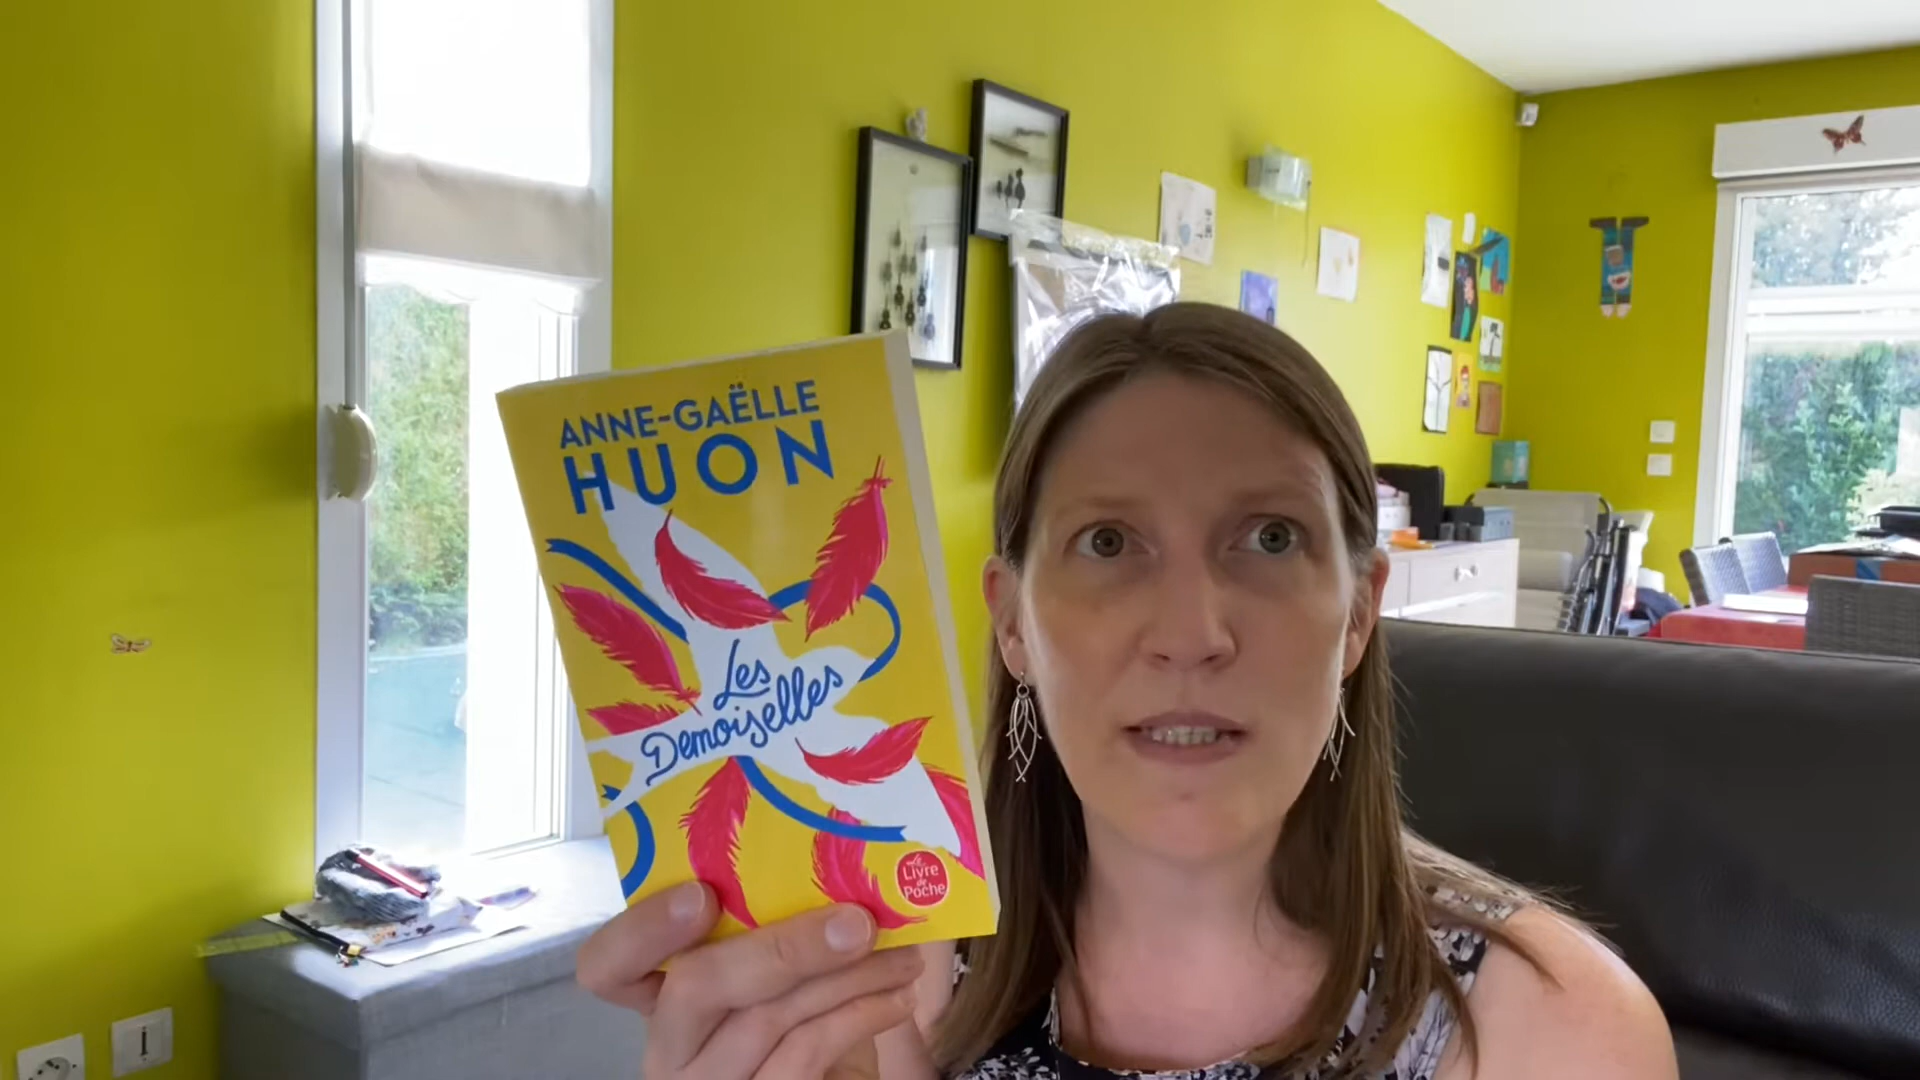 ANNE-GAËLLE
HUON
Les
Demoiselles
Le
Livre
de
Poche